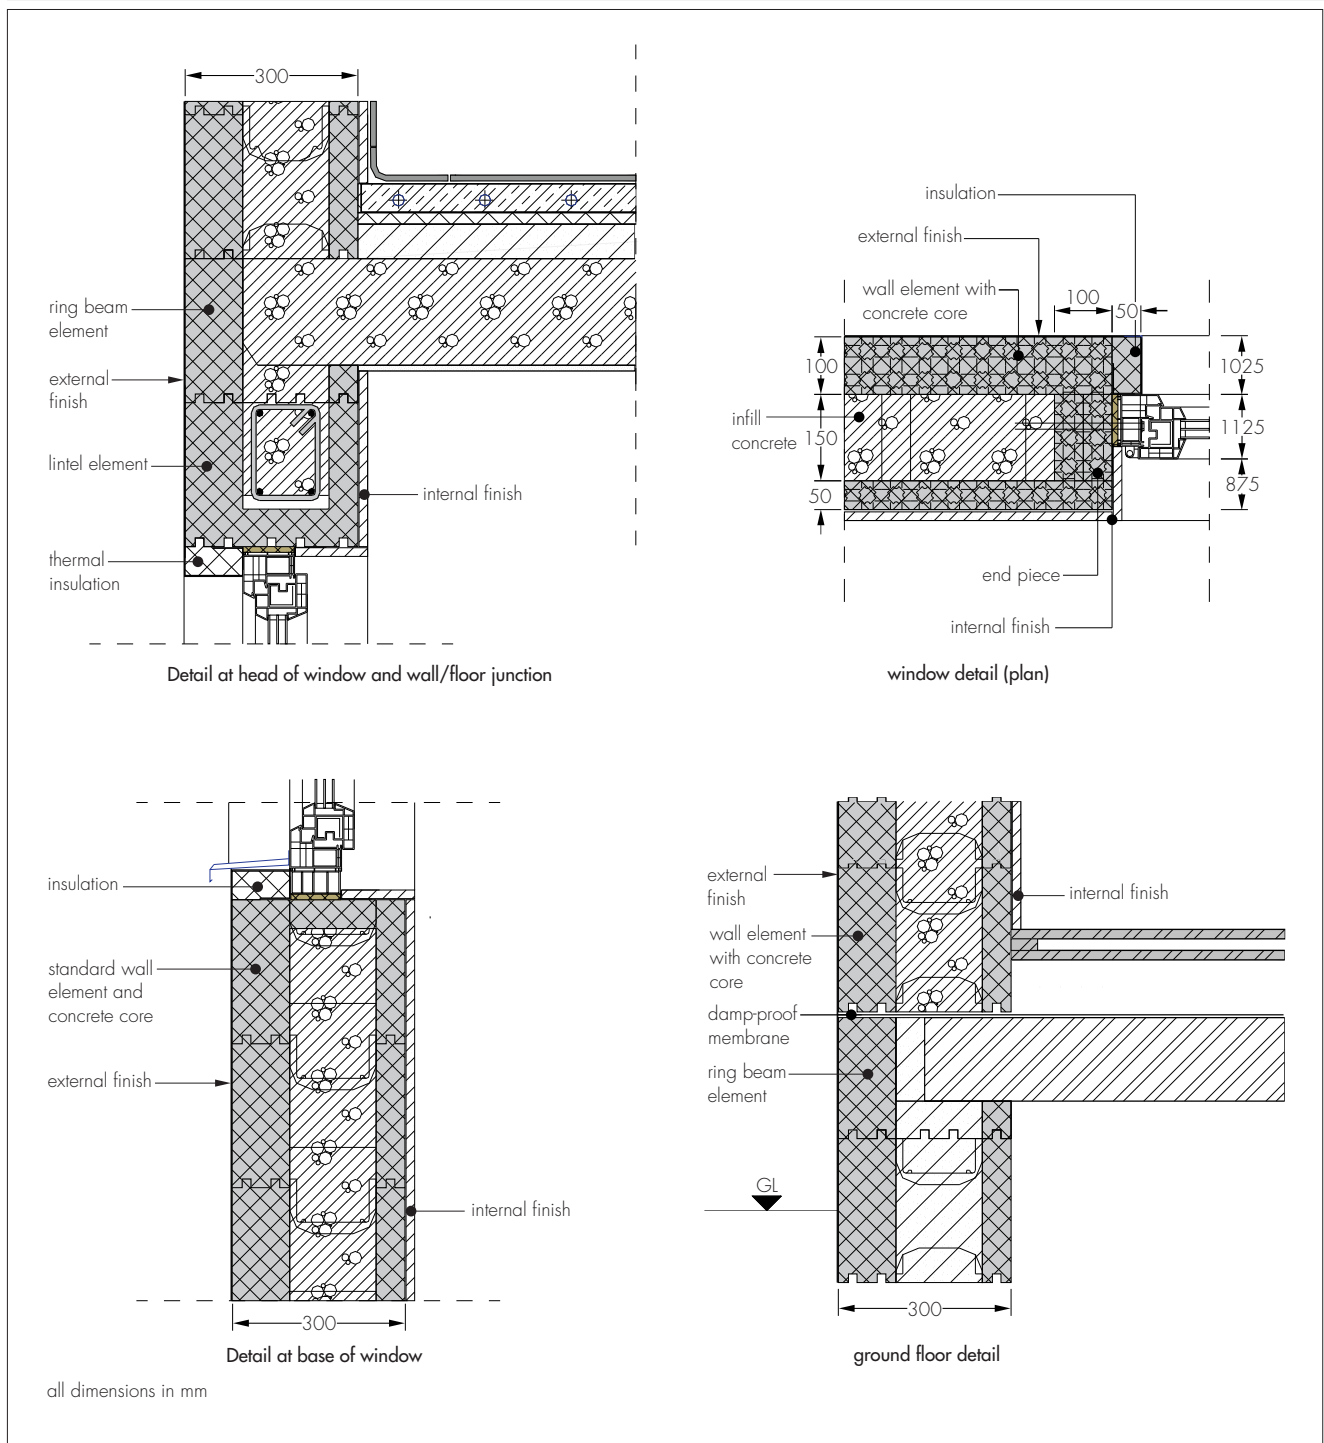 300
ring beam
element
external
finish
lintel element
internal finish
thermal
insulation
Detail at head of window and wall/floor junction
insulation
external finish
wall element with
concrete core
100
50
100
1025
infill
concrete
150
1125
50
875
end piece
internal finish
window detail (plan)
insulation
standard wall
element and
concrete core
external finish
internal finish
300
Detail at base of window
external
finish
internal finish
wall element
with concrete
core
damp-proof
membrane
ring beam
element
GL
300
ground floor detail
all dimensions in mm